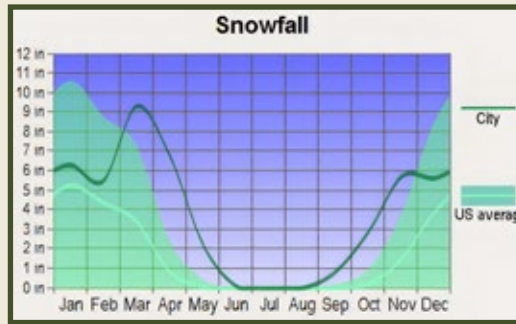 Snowfall
12 in
11 in
10 in
9 in
8 in
7 in
6 in
5 in
4 in
3 in
2 in
1 in
0 in
Jan Feb Mar Apr May Jun Jul Aug Sep Oct Nov Dec
City
US averag